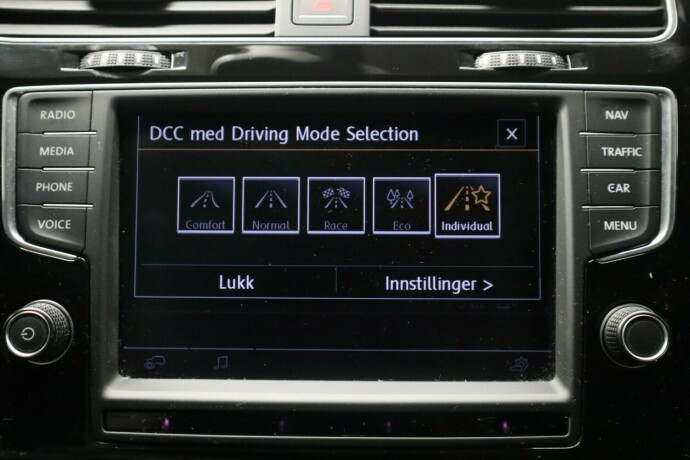 RADIO
MEDIA
PHONE
VOICE
DCC med Driving Mode Selection
X
Comfort
Normal
Race
Eco
Individual
Lukk
Innstillinger >
NAV
TRAFFIC
CAR
MENU